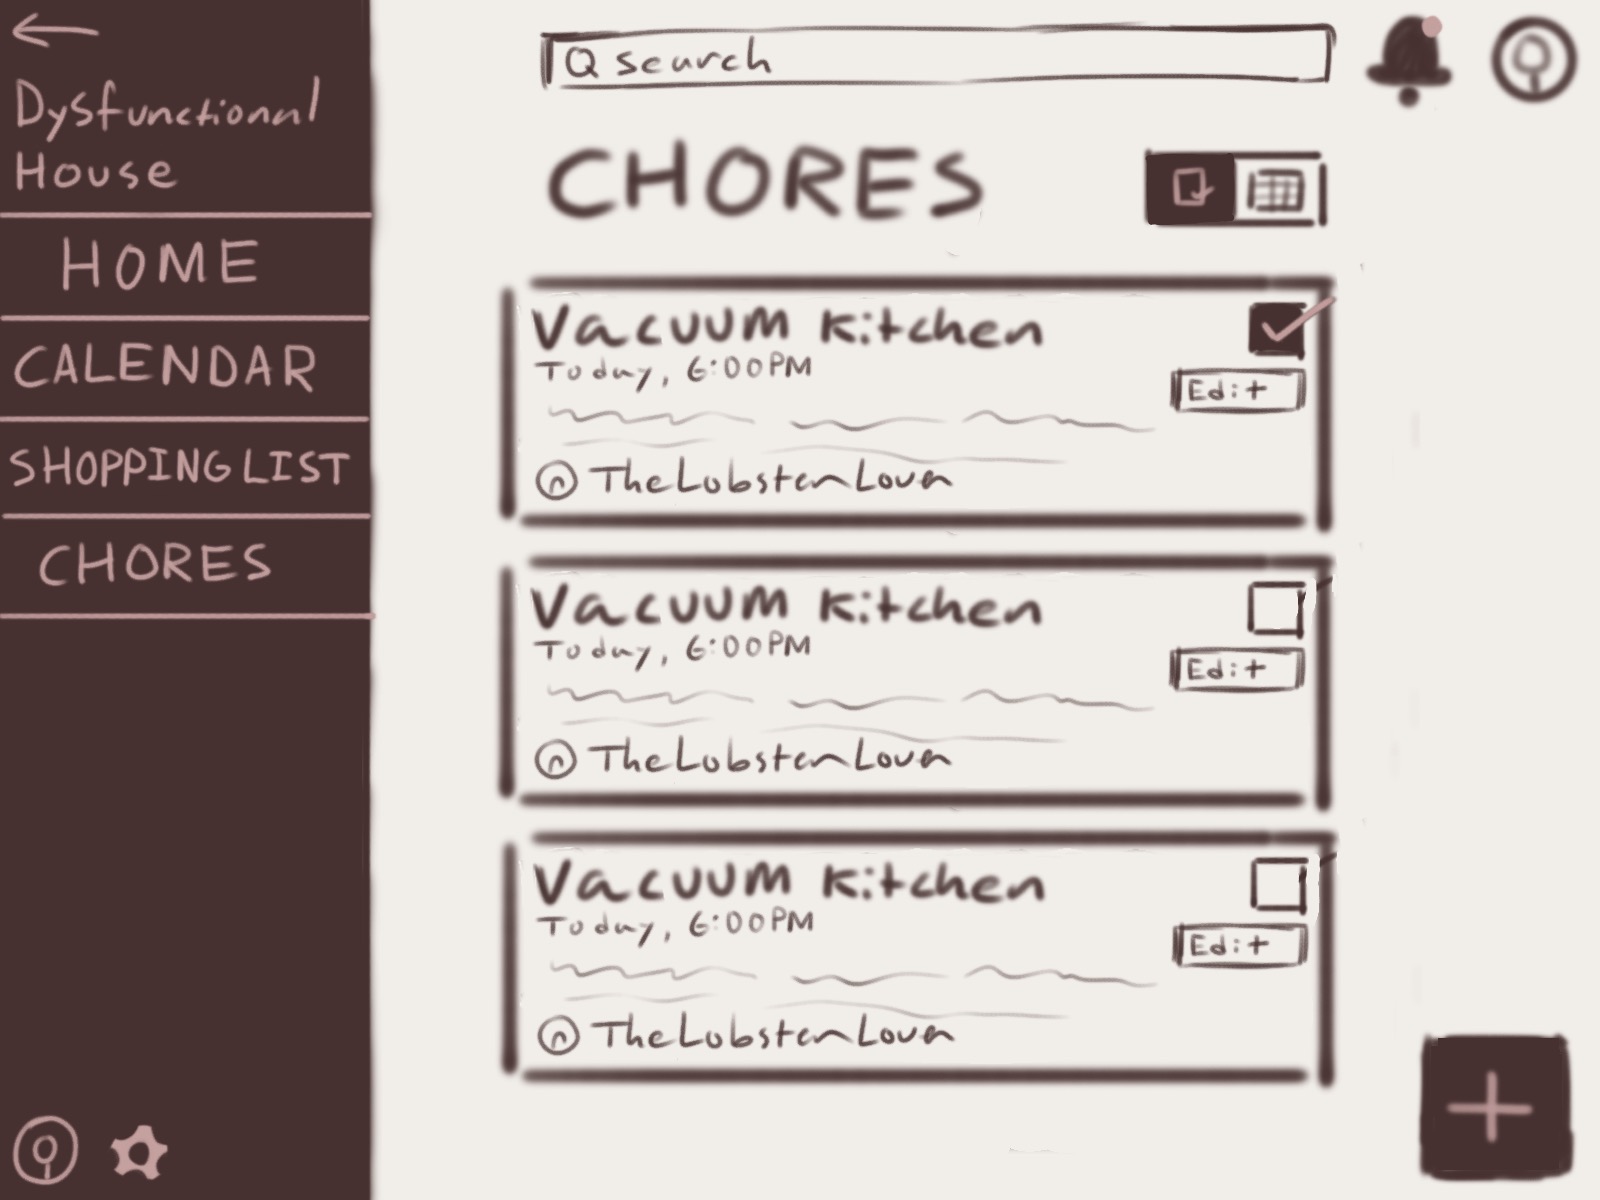 Dysfunctional
House
HOME
CALENDAR
SHOPPING LIST
CHORES
search
CHORES
Vacuum Kitchen
Today, 6:00PM
Edit
TheLobsterLover
Vacuum Kitchen
Today, 6:00PM
Edit
TheLobsterLover
Vacuum Kitchen
Today, 6:00PM
Edit
TheLobsterLover